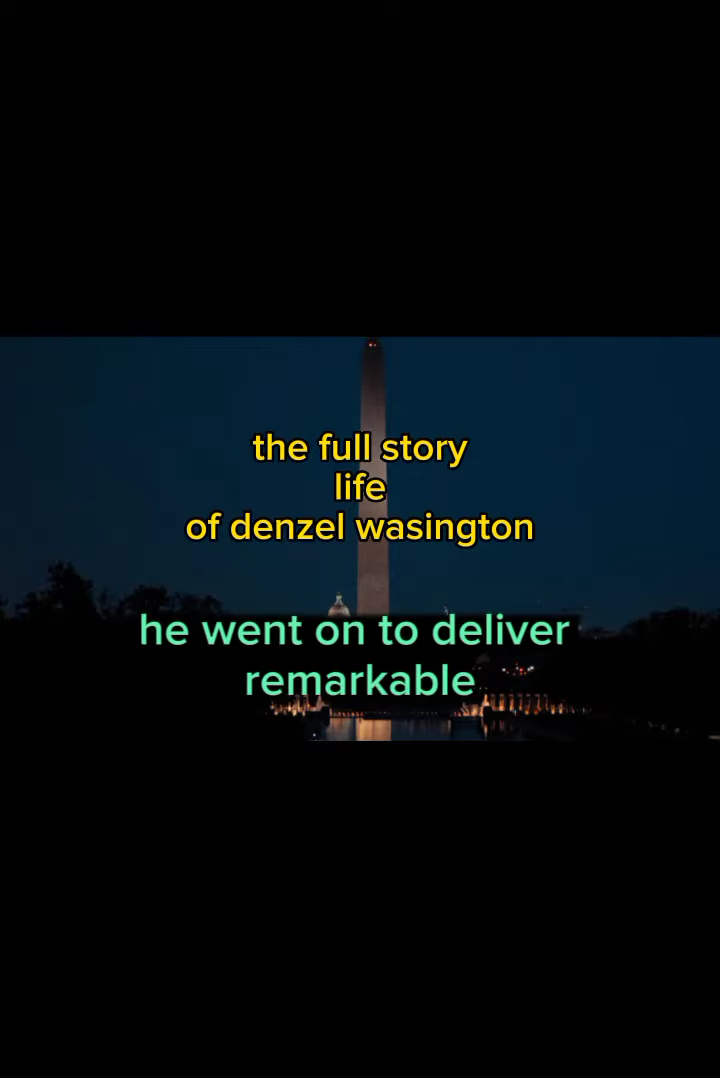 the full story
life
of denzel wasington
he went on to deliver
remarkable